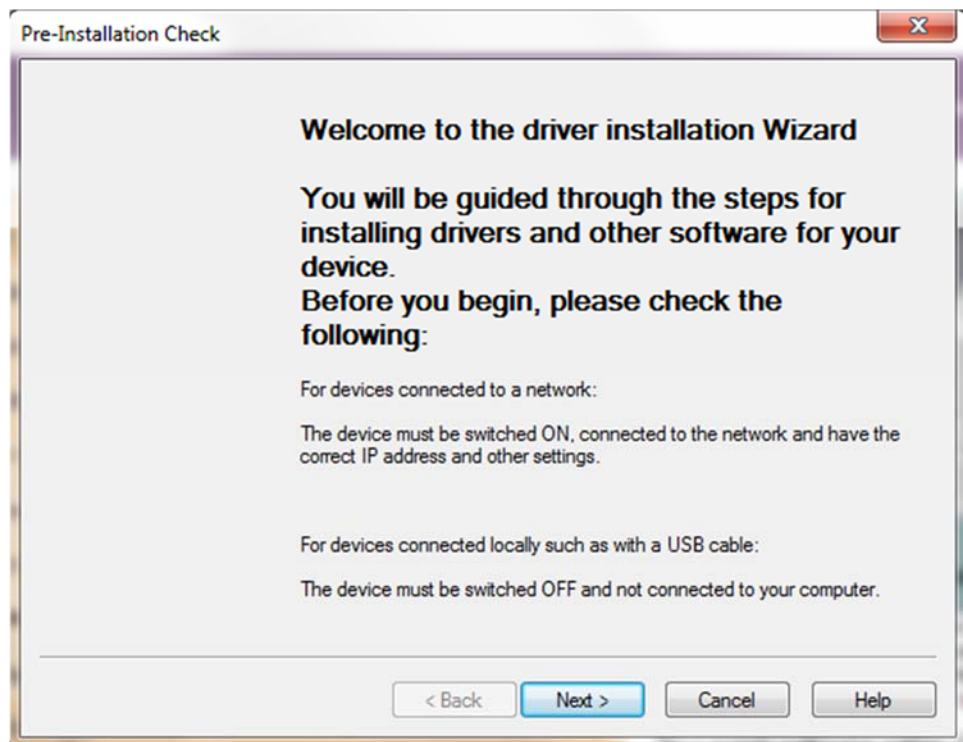 Pre-Installation Check
Welcome to the driver installation Wizard
You will be guided through the steps for
installing drivers and other software for your
device.
Before you begin, please check the
following:
For devices connected to a network:
The device must be switched ON, connected to the network and have the
correct IP address and other settings.
For devices connected locally such as with a USB cable:
The device must be switched OFF and not connected to your computer.
< Back Next > Cancel Help